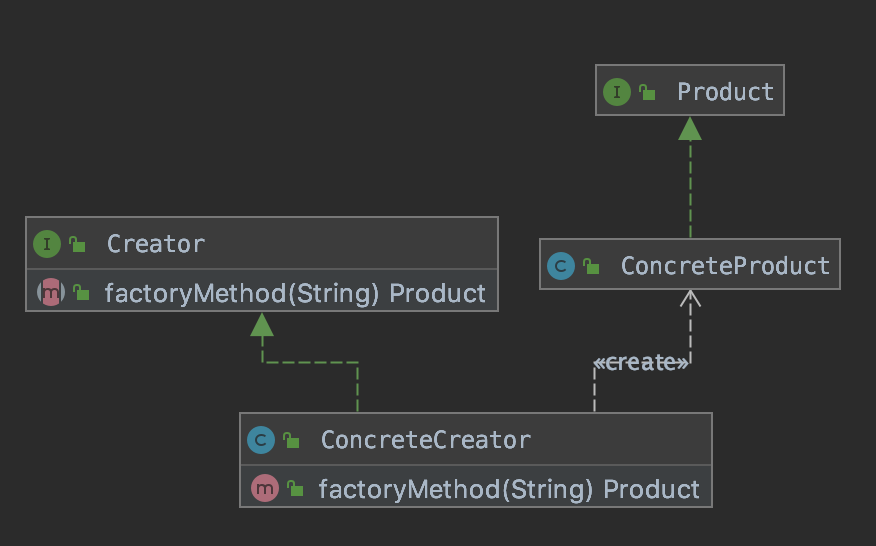 I Product
I Creator
m factoryMethod(String) Product
C ConcreteProduct
«create»
C ConcreteCreator
m factoryMethod(String) Product